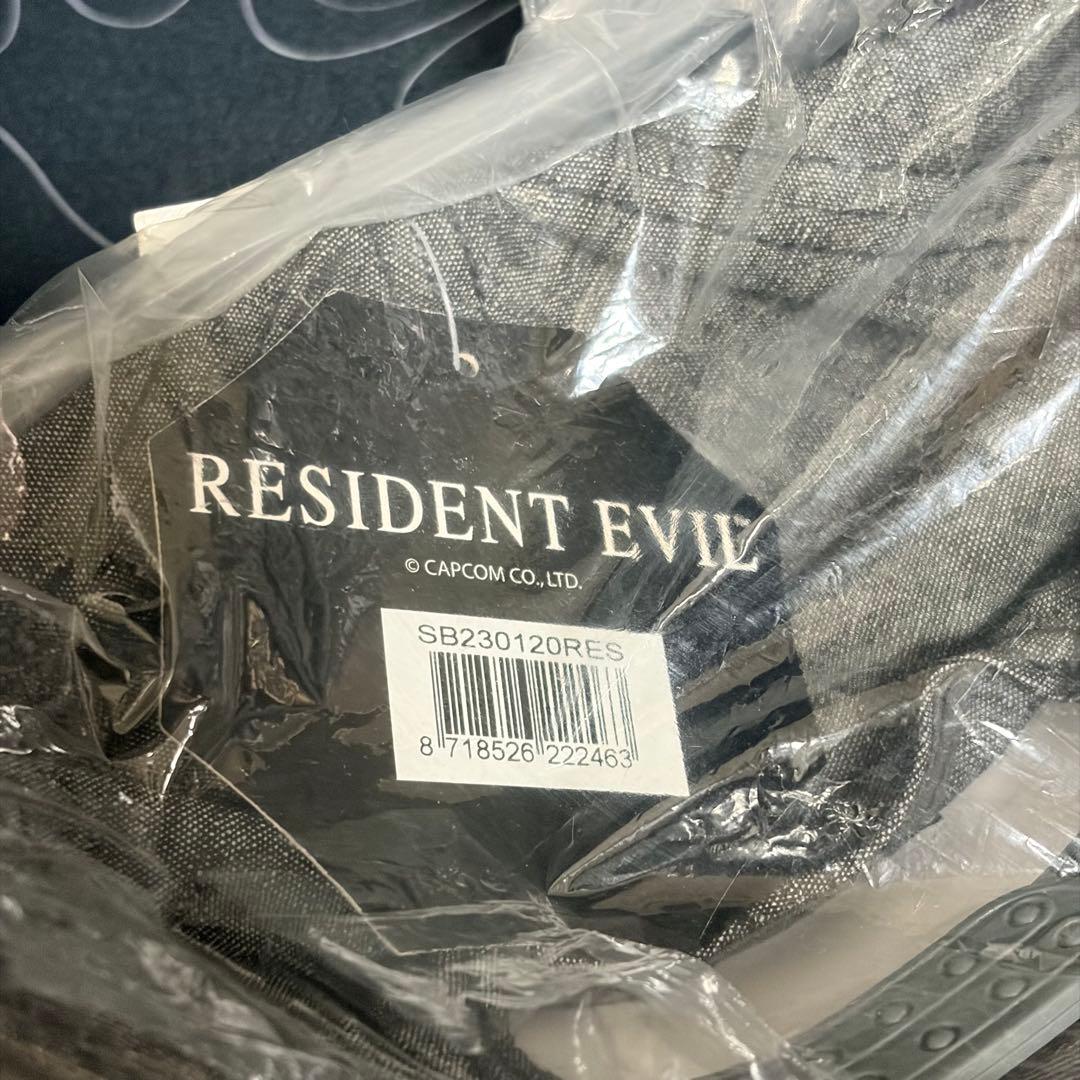 RESIDENT EVIL
© CAPCOM CO., LTD.
SB230120RES
8 718526 222463